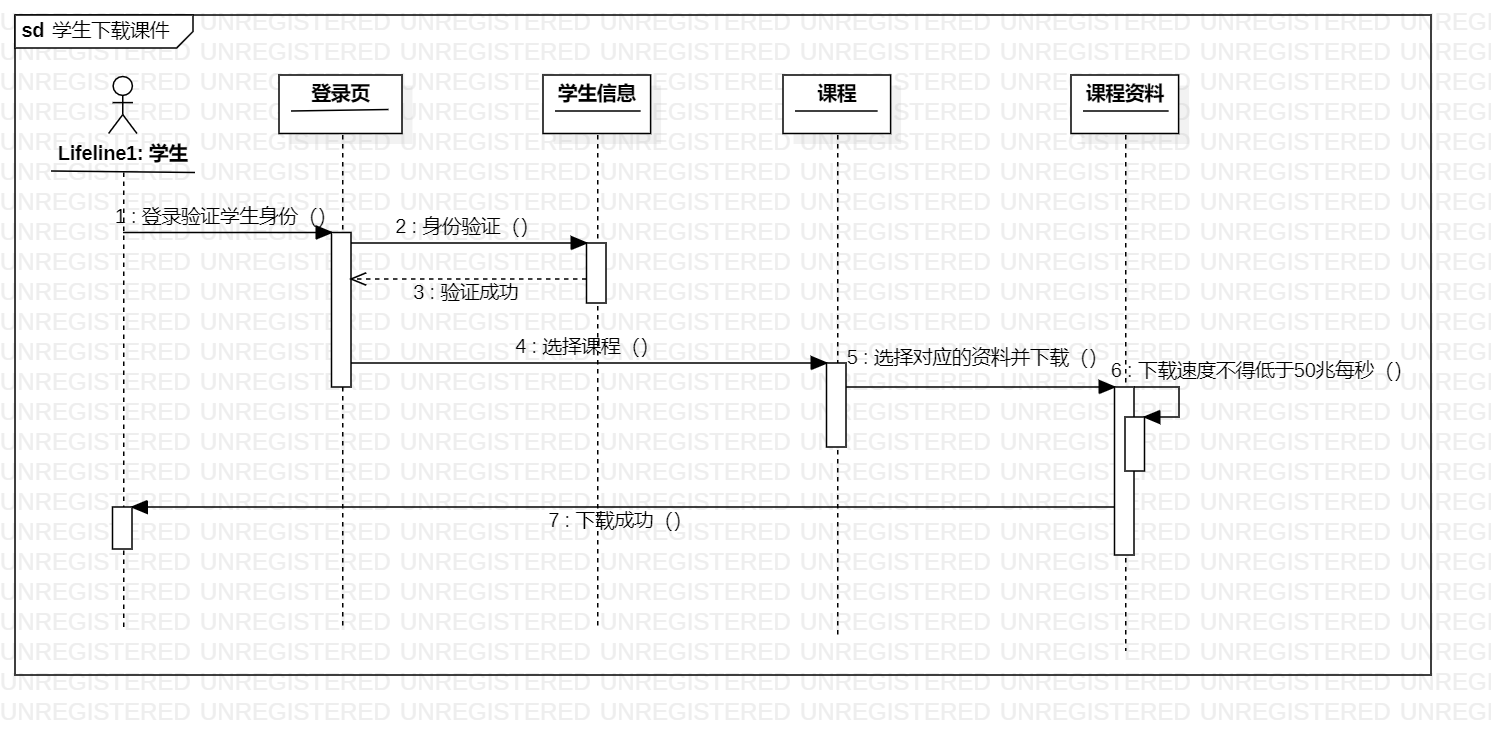 sd 学生下载课件
登录页
学生信息
课程
课程资料
Lifeline1: 学生
1 : 登录验证学生身份（）
2 : 身份验证（）
3 : 验证成功
4 : 选择课程（）
5 : 选择对应的资料并下载（）
6 : 下载速度不得低于50兆每秒（）
7 : 下载成功（）
UNREGISTERED